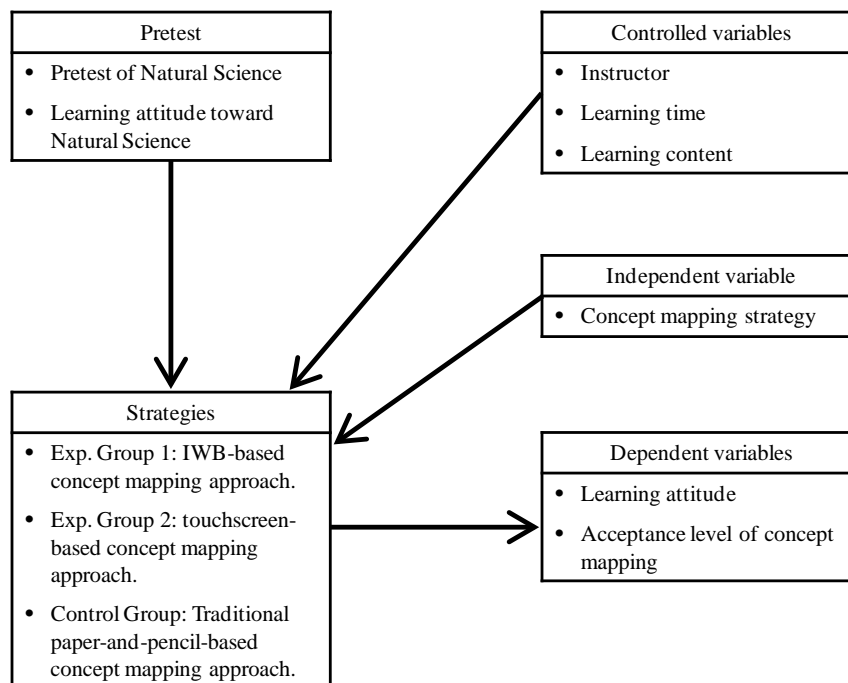 Pretest
• Pretest of Natural Science
• Learning attitude toward
Natural Science
Controlled variables
• Instructor
• Learning time
• Learning content
Independent variable
• Concept mapping strategy
Strategies
• Exp. Group 1: IWB-based
concept mapping approach.
• Exp. Group 2: touchscreen-
based concept mapping
approach.
• Control Group: Traditional
paper-and-pencil-based
concept mapping approach.
Dependent variables
• Learning attitude
• Acceptance level of concept
mapping